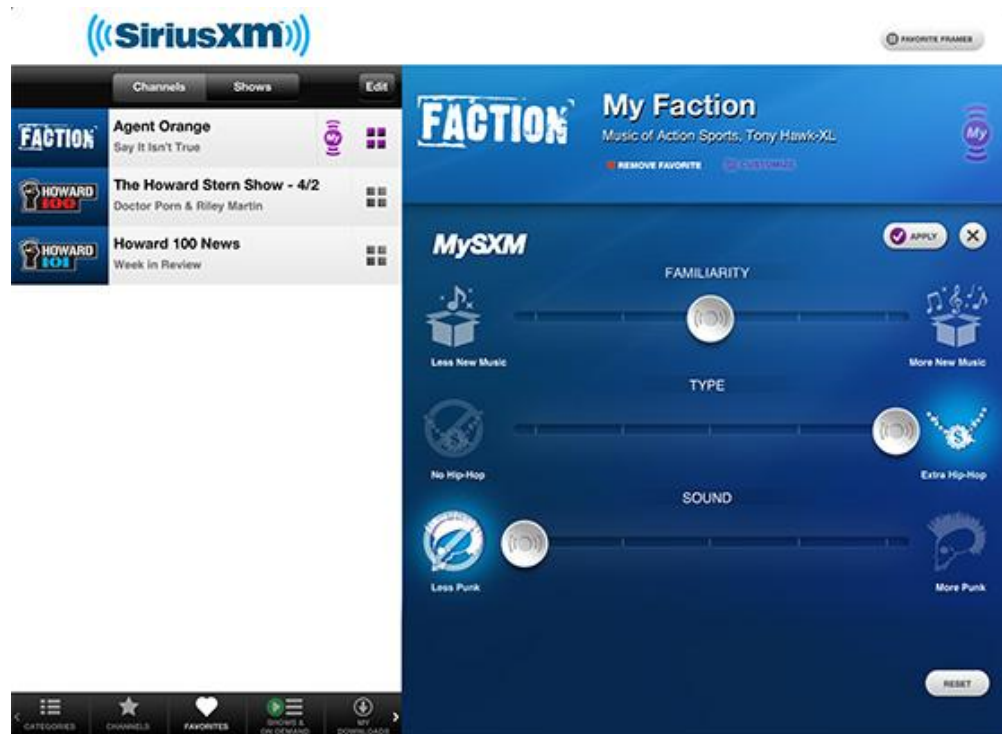 SiriusXM
FAVORITE FRAMES
Channels
Shows
Edit
FACTION
Agent Orange
Say It Isn't True
My
HOWARD
100
The Howard Stern Show - 4/2
Doctor Porn & Riley Martin
HOWARD
101
Howard 100 News
Week in Review
FACTION
My Faction
Music of Action Sports, Tony Hawk-XL
REMOVE FAVORITE
CUSTOMIZE
My
MySXM
APPLY
FAMILIARITY
Less New Music
More New Music
TYPE
$
$
No Hip-Hop
Extra Hip-Hop
SOUND
Less Punk
More Punk
RESET
CATEGORIES
CHANNELS
FAVORITES
SHOWS &
ON DEMAND
MY
DOWNLOADS